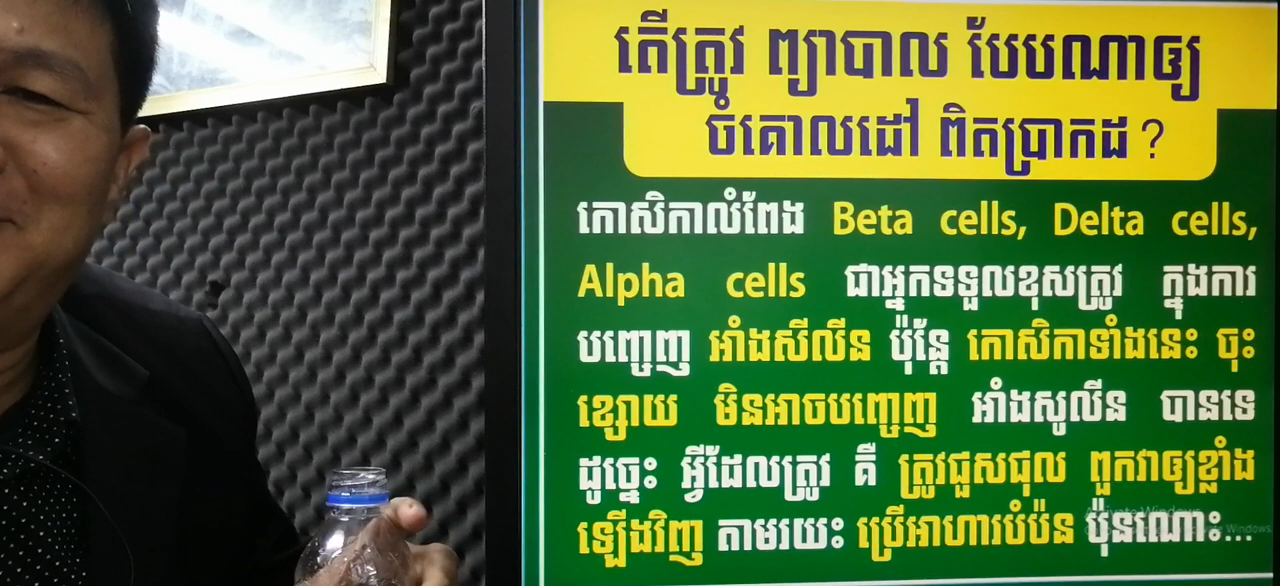 តើត្រូវ ព្យាបាល បែបណាឲ្យ
ចំគោលដៅ ពិតប្រាកដ ?
កោសិកាលំពែង Beta cells, Delta cells,
Alpha cells ជាអ្នកទទួលខុសត្រូវ ក្នុងការ
បញ្ចេញ អាំងសីលីន ប៉ុន្តែ កោសិកាទាំងនេះ ចុះ
ខ្សោយ មិនអាចបញ្ចេញ អាំងសូលីន បានទេ
ដូច្នេះ អ្វីដែលត្រូវ គឺ ត្រូវជួសជុល ពួកវាឲ្យខ្លាំង
ឡើងវិញ តាមរយៈ ប្រើអាហារបំប៉ន ប៉ុនណោះ...
Activate Windows
Windows.